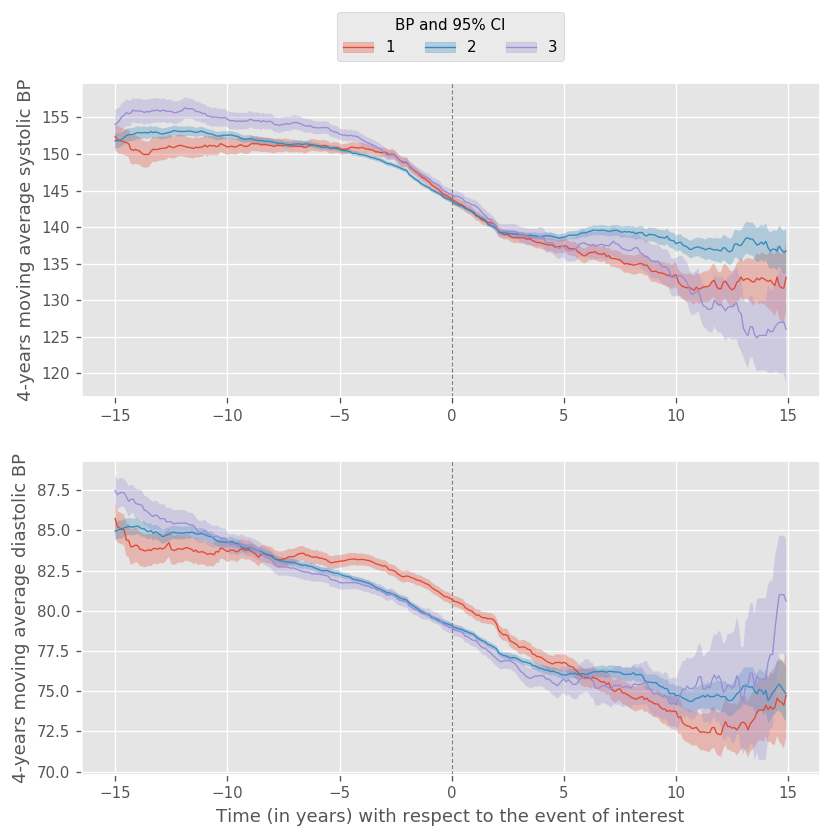 BP and 95% CI
1 2 3
4-years moving average systolic BP
155
150
145
140
135
130
125
120
−15 −10 −5 0 5 10 15
4-years moving average diastolic BP
87.5
85.0
82.5
80.0
77.5
75.0
72.5
70.0
−15 −10 −5 0 5 10 15
Time (in years) with respect to the event of interest